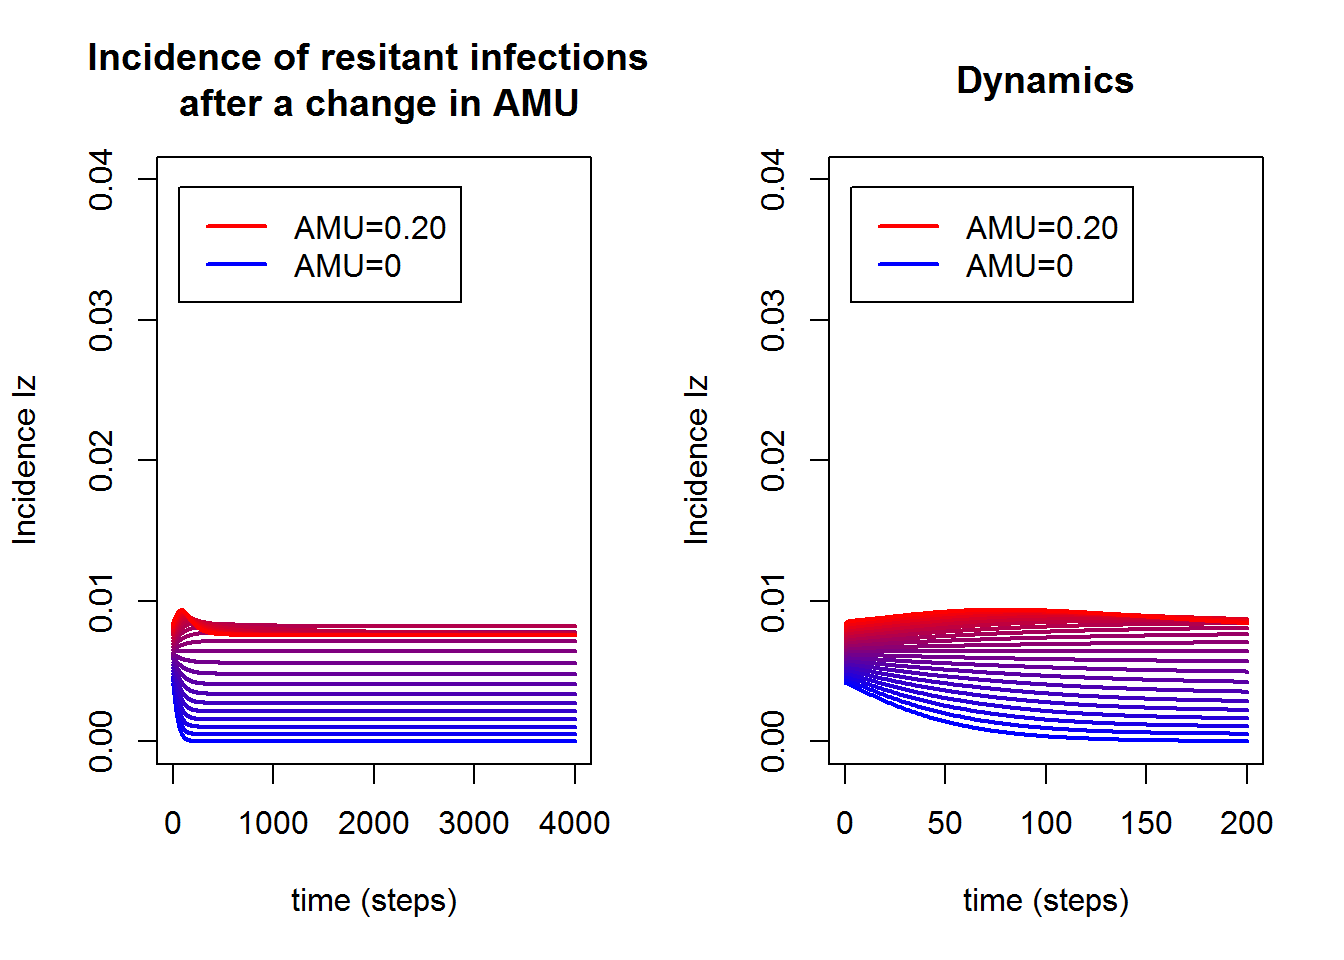 Incidence of resitant infections
after a change in AMU
0.04
0.03
0.02
0.01
0.00
Incidence Iz
AMU=0.20
AMU=0
0
1000
2000
3000
4000
time (steps)
Dynamics
0.04
0.03
0.02
0.01
0.00
Incidence Iz
AMU=0.20
AMU=0
0
50
100
150
200
time (steps)